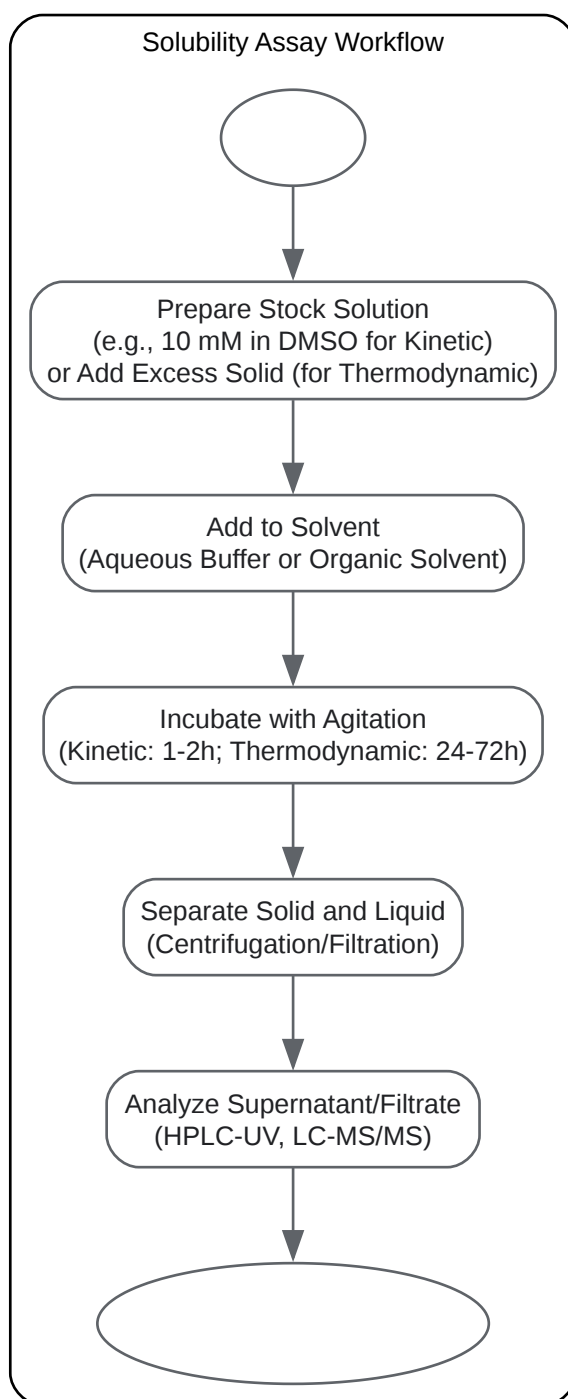 Solubility Assay Workflow
Prepare Stock Solution
(e.g., 10 mM in DMSO for Kinetic)
or Add Excess Solid (for Thermodynamic)
Add to Solvent
(Aqueous Buffer or Organic Solvent)
Incubate with Agitation
(Kinetic: 1-2h; Thermodynamic: 24-72h)
Separate Solid and Liquid
(Centrifugation/Filtration)
Analyze Supernatant/Filtrate
(HPLC-UV, LC-MS/MS)